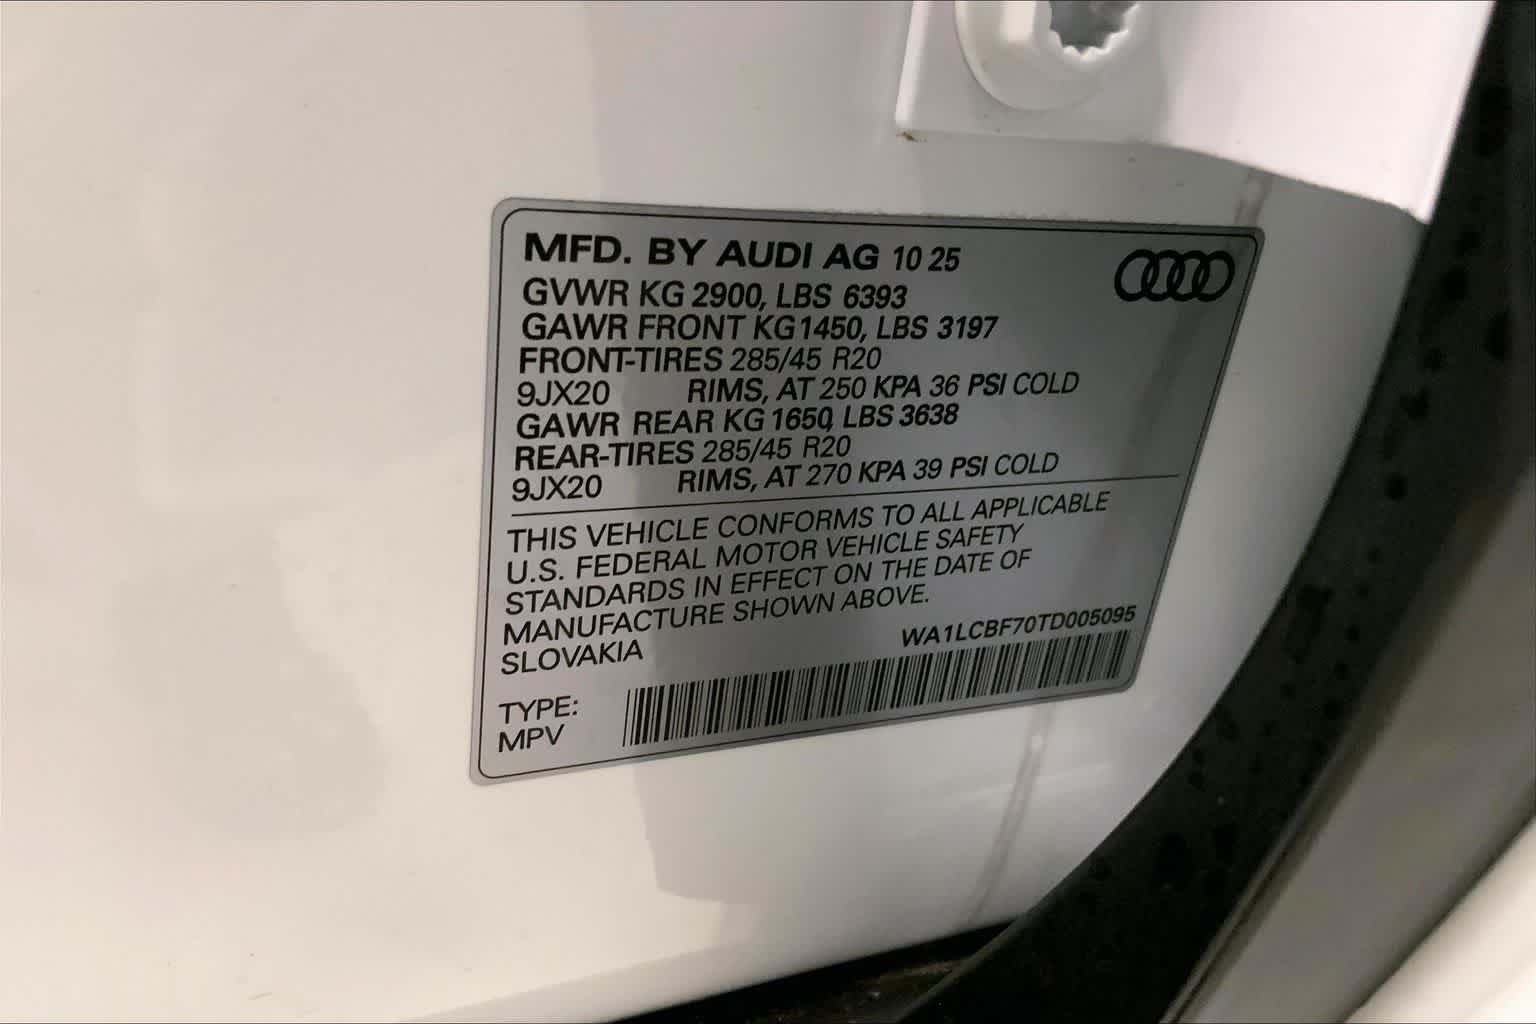 MFD. BY AUDI AG 10 25
GVWR KG 2900, LBS 6393
GAWR FRONT KG 1450, LBS 3197
FRONT-TIRES 285/45 R20
9JX20 RIMS, AT 250 KPA 36 PSI COLD
GAWR REAR KG 1650, LBS 3638
REAR-TIRES 285/45 R20
9JX20 RIMS, AT 270 KPA 39 PSI COLD
THIS VEHICLE CONFORMS TO ALL APPLICABLE
U.S. FEDERAL MOTOR VEHICLE SAFETY
STANDARDS IN EFFECT ON THE DATE OF
MANUFACTURE SHOWN ABOVE.
SLOVAKIA WA1LCBF70TD005095
TYPE:
MPV